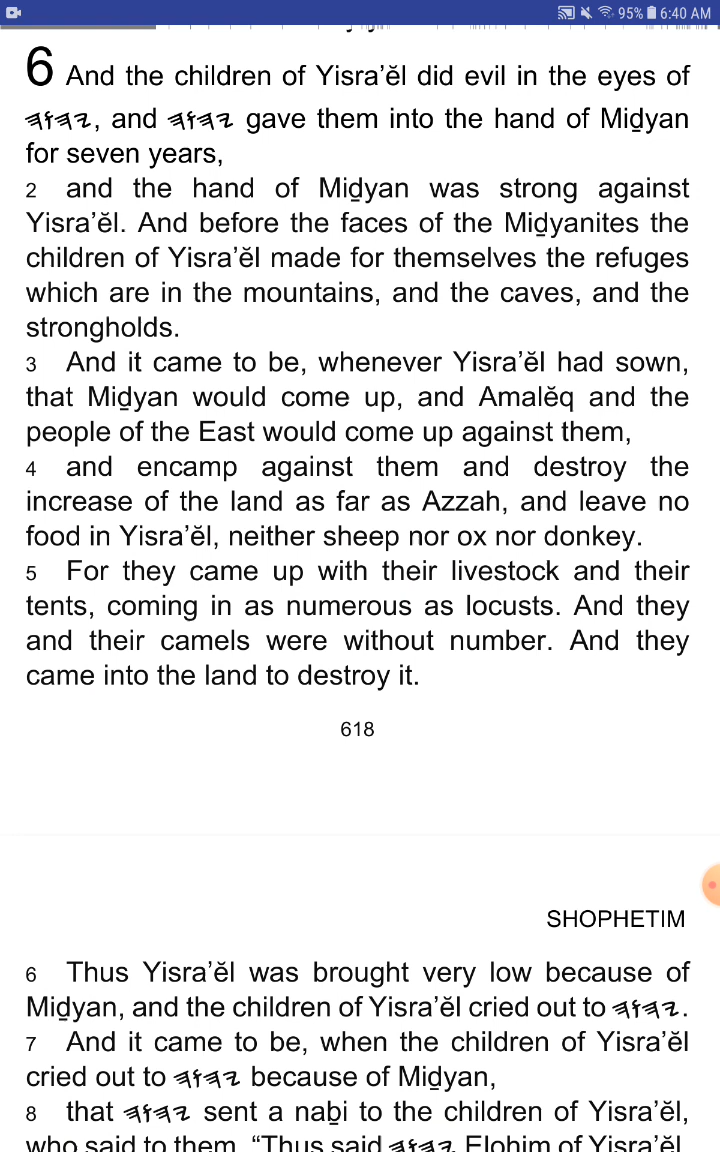 95% 6:40 AM
6 And the children of Yisra’ĕl did evil in the eyes of
𐤉𐤄𐤅𐤄, and 𐤉𐤄𐤅𐤄 gave them into the hand of Miḏyan
for seven years,
2 and the hand of Miḏyan was strong against
Yisra’ĕl. And before the faces of the Miḏyanites the
children of Yisra’ĕl made for themselves the refuges
which are in the mountains, and the caves, and the
strongholds.
3 And it came to be, whenever Yisra’ĕl had sown,
that Miḏyan would come up, and Amalĕq and the
people of the East would come up against them,
4 and encamp against them and destroy the
increase of the land as far as Azzah, and leave no
food in Yisra’ĕl, neither sheep nor ox nor donkey.
5 For they came up with their livestock and their
tents, coming in as numerous as locusts. And they
and their camels were without number. And they
came into the land to destroy it.
618
SHOPHETIM
6 Thus Yisra’ĕl was brought very low because of
Miḏyan, and the children of Yisra’ĕl cried out to 𐤉𐤄𐤅𐤄.
7 And it came to be, when the children of Yisra’ĕl
cried out to 𐤉𐤄𐤅𐤄 because of Miḏyan,
8 that 𐤉𐤄𐤅𐤄 sent a naḇi to the children of Yisra’ĕl,
who said to them, “Thus said 𐤉𐤄𐤅𐤄 Elohim of Yisra’ĕl,